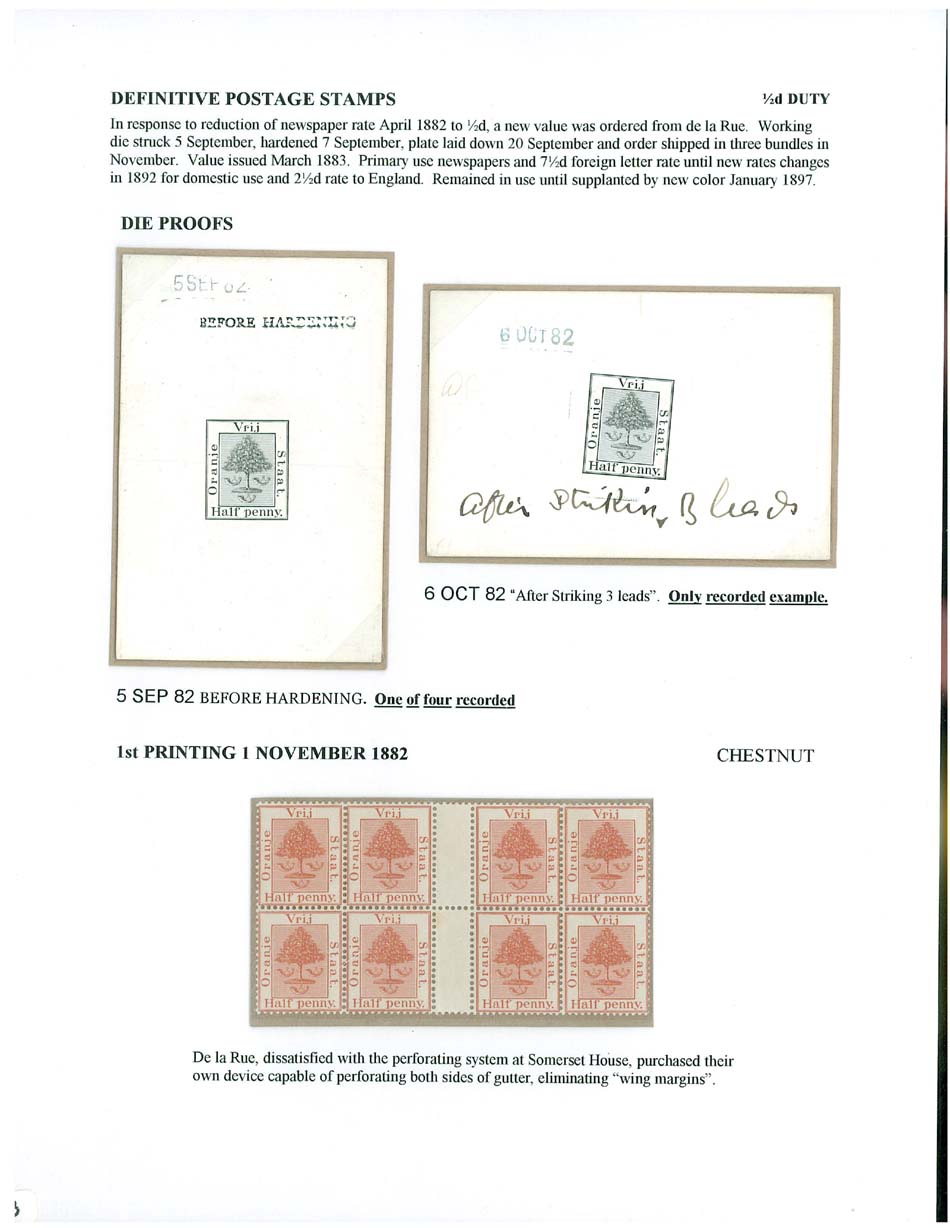 DEFINITIVE POSTAGE STAMPS ½d DUTY
In response to reduction of newspaper rate April 1882 to ½d, a new value was ordered from de la Rue. Working
die struck 5 September, hardened 7 September, plate laid down 20 September and order shipped in three bundles in
November. Value issued March 1883. Primary use newspapers and 7½d foreign letter rate until new rates changes
in 1892 for domestic use and 2½d rate to England. Remained in use until supplanted by new color January 1897.
DIE PROOFS
5 SEP 82
BEFORE HARDENING
Vrij
Oranje
Staat.
Half penny.
6 OCT 82
Vrij
Oranje
Staat.
Half penny.
After Striking 3 leads
6 OCT 82 "After Striking 3 leads". Only recorded example.
5 SEP 82 BEFORE HARDENING. One of four recorded
1st PRINTING 1 NOVEMBER 1882 CHESTNUT
Vrij Vrij Vrij Vrij
Oranje Staat. Oranje Staat. Oranje Staat. Oranje Staat.
Half penny. Half penny. Half penny. Half penny.
Vrij Vrij Vrij Vrij
Oranje Staat. Oranje Staat. Oranje Staat. Oranje Staat.
Half penny. Half penny. Half penny. Half penny.
De la Rue, dissatisfied with the perforating system at Somerset House, purchased their
own device capable of perforating both sides of gutter, eliminating "wing margins".